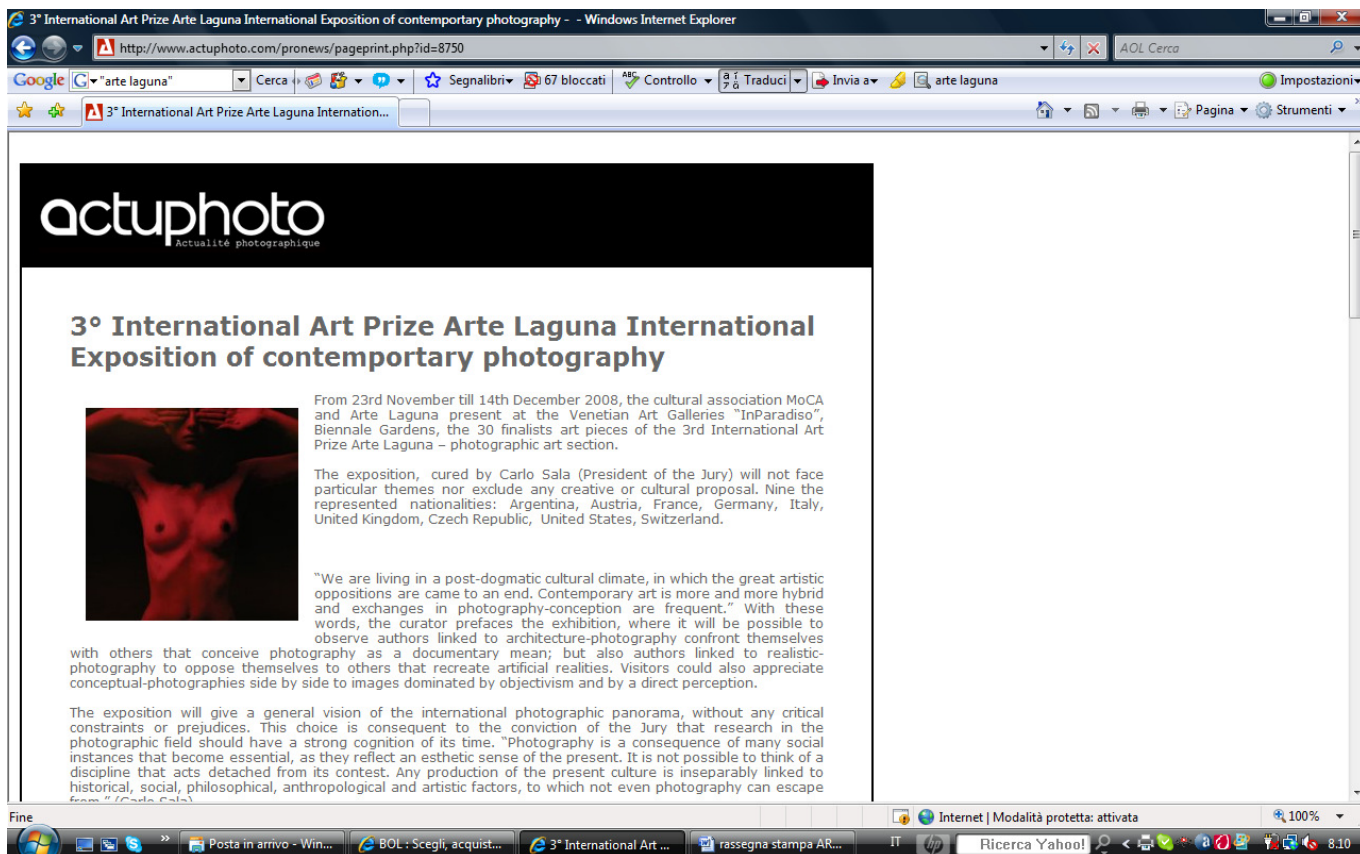 3° International Art Prize Arte Laguna International Exposition of contemportary photography - - Windows Internet Explorer
http://www.actuphoto.com/pronews/pageprint.php?id=8750
AOL Cerca
Google G "arte laguna" Cerca Segnalibri 67 bloccati ABC Controllo Traduci Invia a arte laguna Impostazioni
3° International Art Prize Arte Laguna Internation...
Pagina Strumenti
actuphoto
Actualité photographique
3° International Art Prize Arte Laguna International
Exposition of contemportary photography
From 23rd November till 14th December 2008, the cultural association MoCA
and Arte Laguna present at the Venetian Art Galleries “InParadiso”,
Biennale Gardens, the 30 finalists art pieces of the 3rd International Art
Prize Arte Laguna – photographic art section.
The exposition, cured by Carlo Sala (President of the Jury) will not face
particular themes nor exclude any creative or cultural proposal. Nine the
represented nationalities: Argentina, Austria, France, Germany, Italy,
United Kingdom, Czech Republic, United States, Switzerland.
“We are living in a post-dogmatic cultural climate, in which the great artistic
oppositions are came to an end. Contemporary art is more and more hybrid
and exchanges in photography-conception are frequent.” With these
words, the curator prefaces the exhibition, where it will be possible to
observe authors linked to architecture-photography confront themselves
with others that conceive photography as a documentary mean; but also authors linked to realistic-
photography to oppose themselves to others that recreate artificial realities. Visitors could also appreciate
conceptual-photographies side by side to images dominated by objectivism and by a direct perception.
The exposition will give a general vision of the international photographic panorama, without any critical
constraints or prejudices. This choice is consequent to the conviction of the Jury that research in the
photographic field should have a strong cognition of its time. “Photography is a consequence of many social
instances that become essential, as they reflect an esthetic sense of the present. It is not possible to think of a
discipline that acts detached from its contest. Any production of the present culture is inseparably linked to
historical, social, philosophical, anthropological and artistic factors, to which not even photography can escape
from.” (Carlo Sala)
Fine
Internet | Modalità protetta: attivata
100%
Posta in arrivo - Win...
BOL : Scegli, acquist...
3° International Art ...
rassegna stampa AR...
IT
hp
Ricerca Yahoo!
8.10